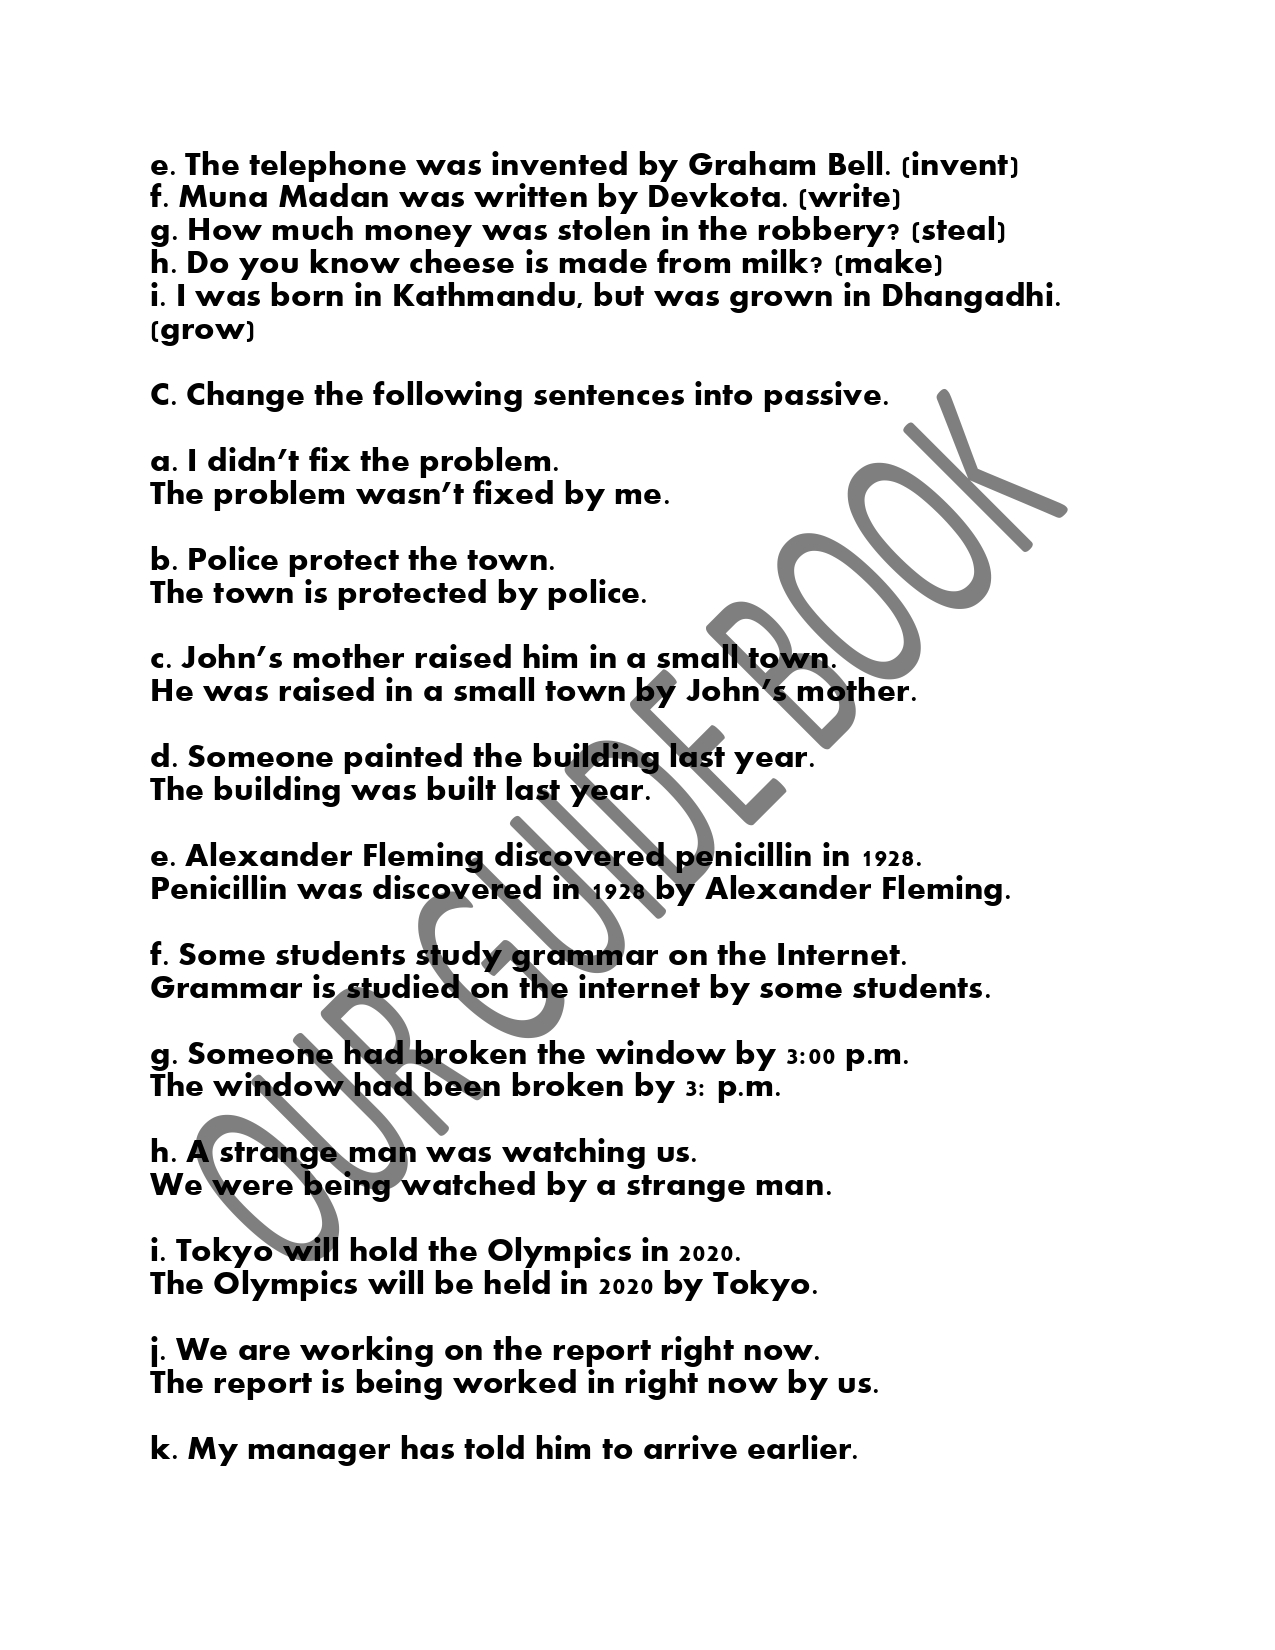 e. The telephone was invented by Graham Bell. (invent)
f. Muna Madan was written by Devkota. (write)
g. How much money was stolen in the robbery? (steal)
h. Do you know cheese is made from milk? (make)
i. I was born in Kathmandu, but was grown in Dhangadhi.
(grow)
C. Change the following sentences into passive.
a. I didn’t fix the problem.
The problem wasn’t fixed by me.
b. Police protect the town.
The town is protected by police.
c. John’s mother raised him in a small town.
He was raised in a small town by John’s mother.
d. Someone painted the building last year.
The building was built last year.
e. Alexander Fleming discovered penicillin in 1928.
Penicillin was discovered in 1928 by Alexander Fleming.
f. Some students study grammar on the Internet.
Grammar is studied on the internet by some students.
g. Someone had broken the window by 3:00 p.m.
The window had been broken by 3: p.m.
h. A strange man was watching us.
We were being watched by a strange man.
i. Tokyo will hold the Olympics in 2020.
The Olympics will be held in 2020 by Tokyo.
j. We are working on the report right now.
The report is being worked in right now by us.
k. My manager has told him to arrive earlier.
OUR GUIDE BOOK